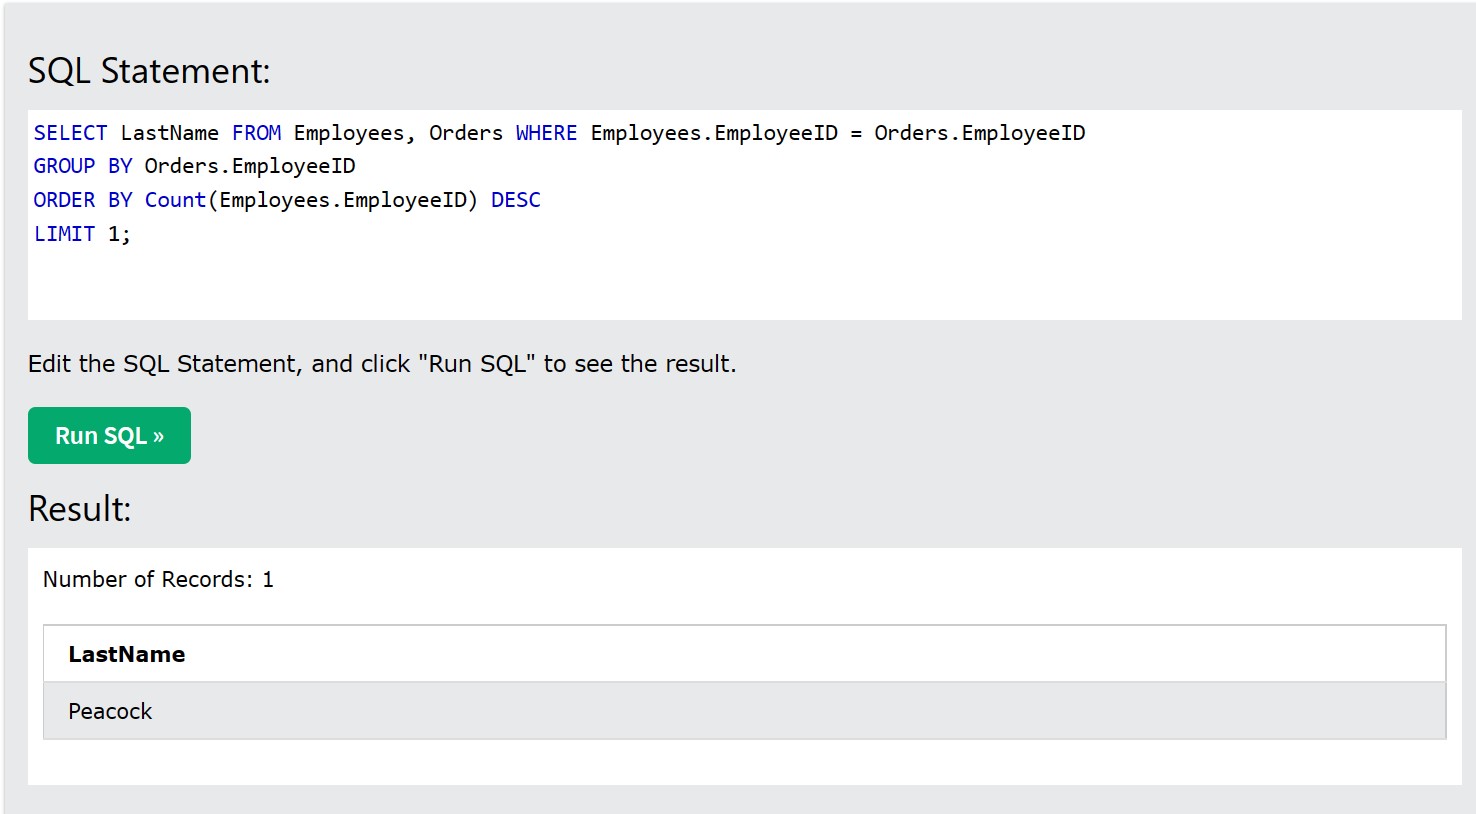 SQL Statement:
SELECT LastName FROM Employees, Orders WHERE Employees.EmployeeID = Orders.EmployeeID
GROUP BY Orders.EmployeeID
ORDER BY Count(Employees.EmployeeID) DESC
LIMIT 1;
Edit the SQL Statement, and click "Run SQL" to see the result.
Run SQL »
Result:
Number of Records: 1
LastName
Peacock